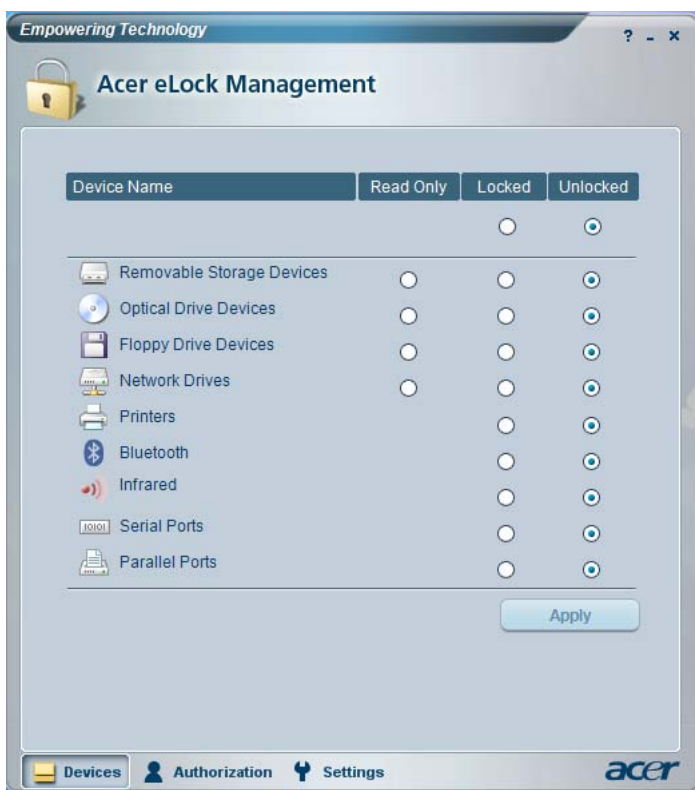 Empowering Technology
? - x
Acer eLock Management
Device Name Read Only Locked Unlocked
Removable Storage Devices
Optical Drive Devices
Floppy Drive Devices
Network Drives
Printers
Bluetooth
Infrared
10101 Serial Ports
Parallel Ports
Apply
Devices Authorization Settings acer